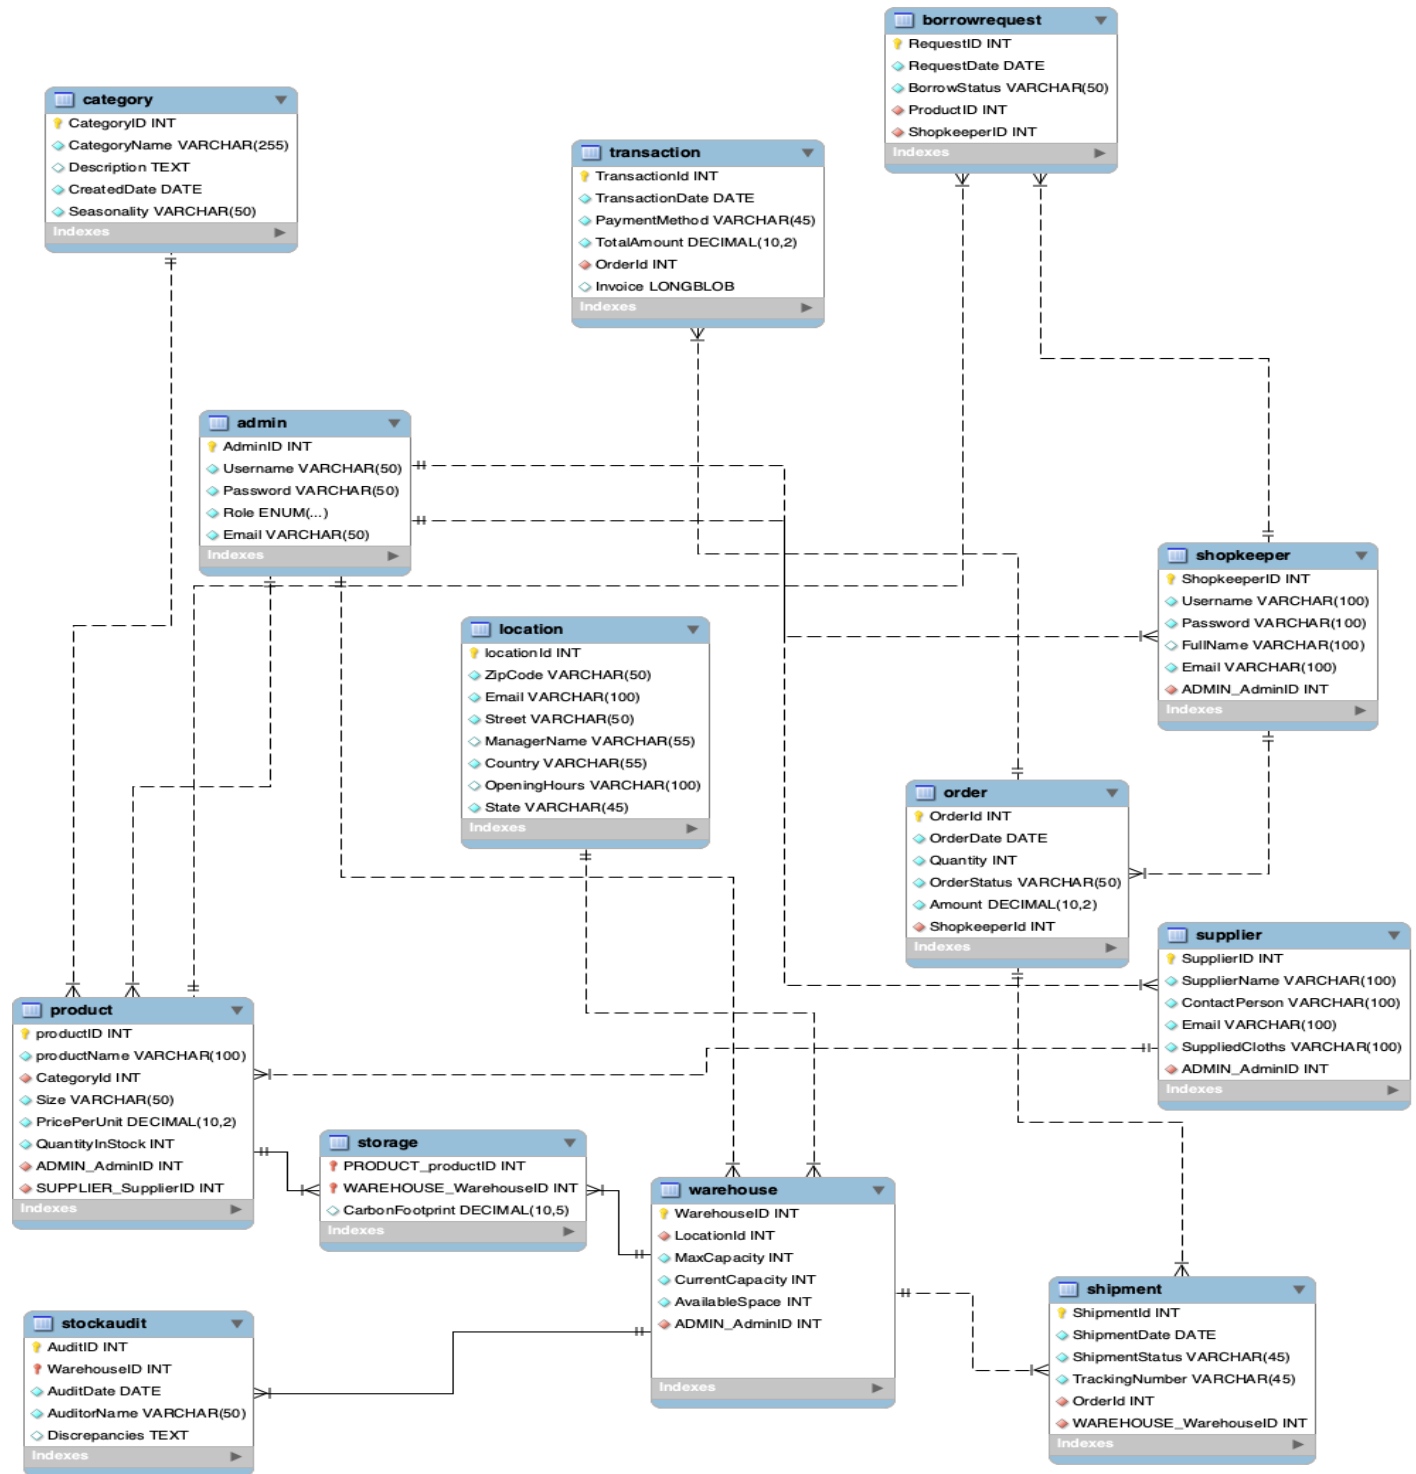 borrowrequest
RequestID INT
RequestDate DATE
BorrowStatus VARCHAR(50)
ProductID INT
ShopkeeperID INT
Indexes
category
CategoryID INT
CategoryName VARCHAR(255)
Description TEXT
CreatedDate DATE
Seasonality VARCHAR(50)
Indexes
transaction
TransactionId INT
TransactionDate DATE
PaymentMethod VARCHAR(45)
TotalAmount DECIMAL(10,2)
OrderId INT
Invoice LONGBLOB
Indexes
admin
AdminID INT
Username VARCHAR(50)
Password VARCHAR(50)
Role ENUM(...)
Email VARCHAR(50)
Indexes
shopkeeper
ShopkeeperID INT
Username VARCHAR(100)
Password VARCHAR(100)
FullName VARCHAR(100)
Email VARCHAR(100)
ADMIN_AdminID INT
Indexes
location
locationId INT
ZipCode VARCHAR(50)
Email VARCHAR(100)
Street VARCHAR(50)
ManagerName VARCHAR(55)
Country VARCHAR(55)
OpeningHours VARCHAR(100)
State VARCHAR(45)
Indexes
order
OrderId INT
OrderDate DATE
Quantity INT
OrderStatus VARCHAR(50)
Amount DECIMAL(10,2)
ShopkeeperId INT
Indexes
supplier
SupplierID INT
SupplierName VARCHAR(100)
ContactPerson VARCHAR(100)
Email VARCHAR(100)
SuppliedCloths VARCHAR(100)
ADMIN_AdminID INT
Indexes
product
productID INT
productName VARCHAR(100)
CategoryId INT
Size VARCHAR(50)
PricePerUnit DECIMAL(10,2)
QuantityInStock INT
ADMIN_AdminID INT
SUPPLIER_SupplierID INT
Indexes
storage
PRODUCT_productID INT
WAREHOUSE_WarehouseID INT
CarbonFootprint DECIMAL(10,5)
Indexes
warehouse
WarehouseID INT
LocationId INT
MaxCapacity INT
CurrentCapacity INT
AvailableSpace INT
ADMIN_AdminID INT
Indexes
shipment
ShipmentId INT
ShipmentDate DATE
ShipmentStatus VARCHAR(45)
TrackingNumber VARCHAR(45)
OrderId INT
WAREHOUSE_WarehouseID INT
Indexes
stockaudit
AuditID INT
WarehouseID INT
AuditDate DATE
AuditorName VARCHAR(50)
Discrepancies TEXT
Indexes